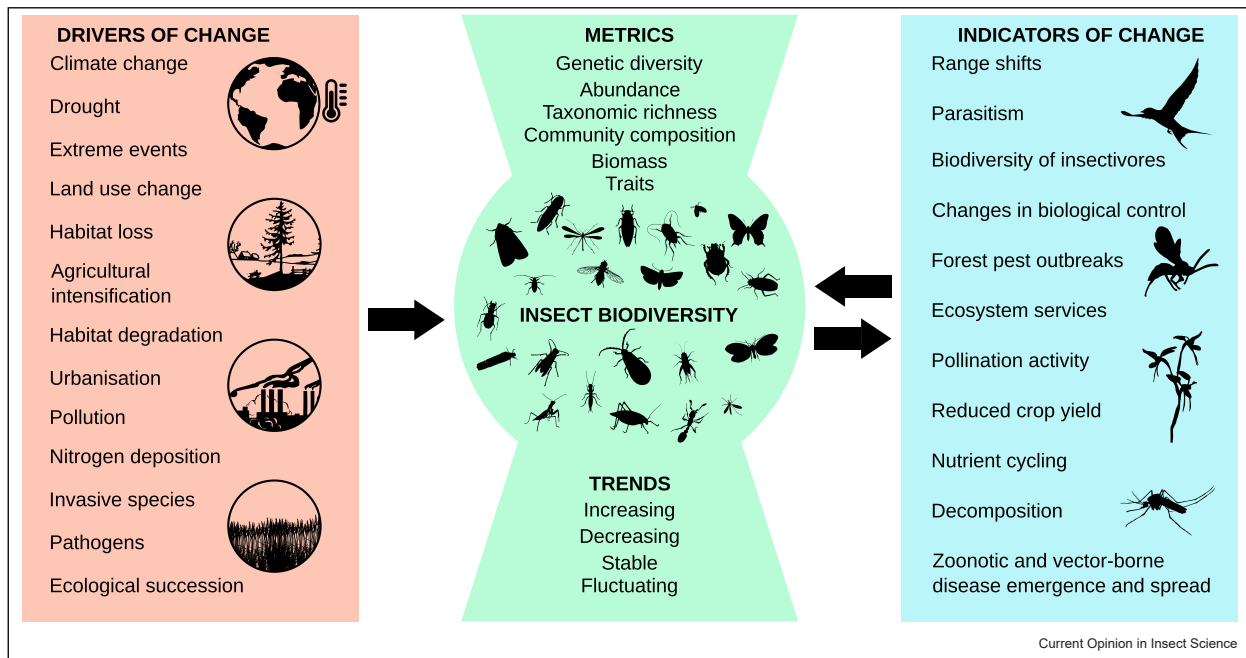 DRIVERS OF CHANGE
Climate change
Drought
Extreme events
Land use change
Habitat loss
Agricultural
intensification
Habitat degradation
Urbanisation
Pollution
Nitrogen deposition
Invasive species
Pathogens
Ecological succession
METRICS
Genetic diversity
Abundance
Taxonomic richness
Community composition
Biomass
Traits
INSECT BIODIVERSITY
TRENDS
Increasing
Decreasing
Stable
Fluctuating
INDICATORS OF CHANGE
Range shifts
Parasitism
Biodiversity of insectivores
Changes in biological control
Forest pest outbreaks
Ecosystem services
Pollination activity
Reduced crop yield
Nutrient cycling
Decomposition
Zoonotic and vector-borne
disease emergence and spread
Current Opinion in Insect Science